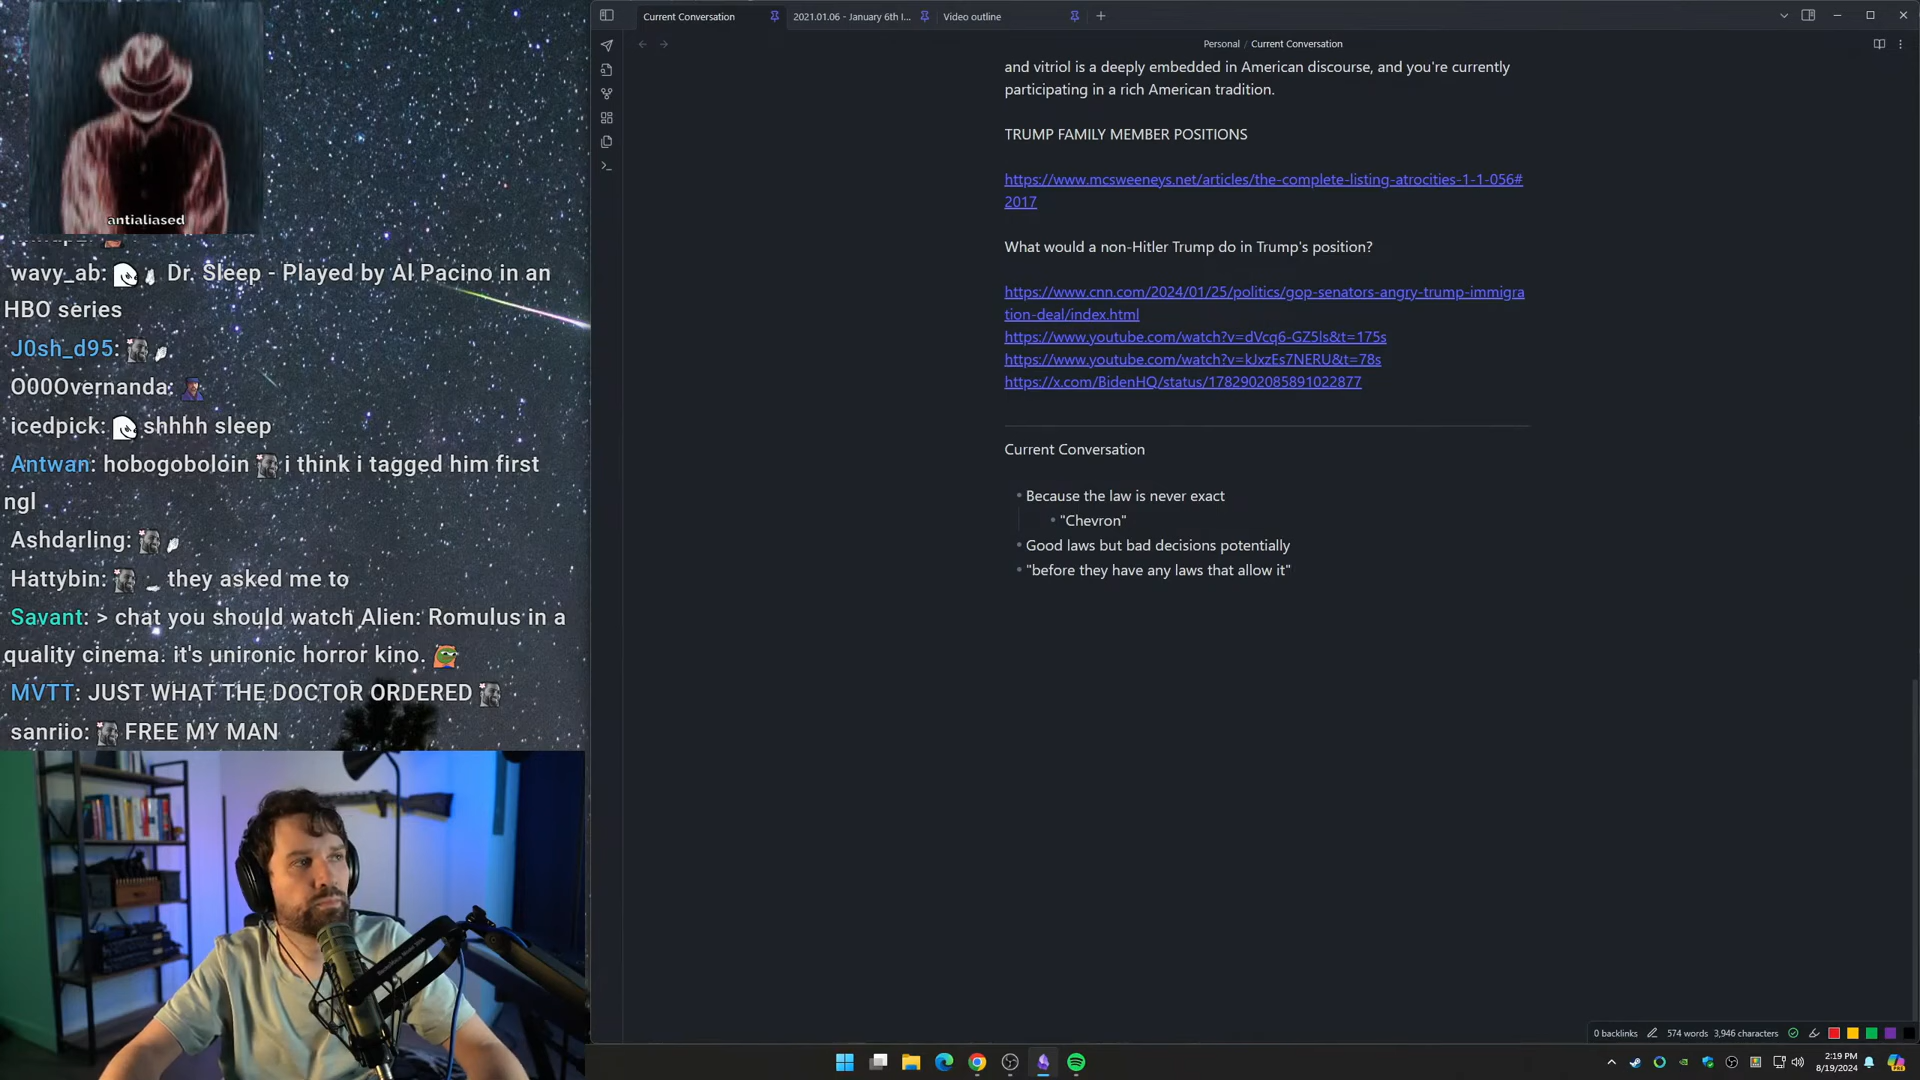 Current Conversation
2021.01.06 - January 6th I...
Video outline
Personal / Current Conversation
and vitriol is a deeply embedded in American discourse, and you're currently
participating in a rich American tradition.
TRUMP FAMILY MEMBER POSITIONS
https://www.mcsweeneys.net/articles/the-complete-listing-atrocities-1-1-056#
2017
What would a non-Hitler Trump do in Trump's position?
https://www.cnn.com/2024/01/25/politics/gop-senators-angry-trump-immigra
tion-deal/index.html
https://www.youtube.com/watch?v=dVcq6-GZ5ls&t=175s
https://www.youtube.com/watch?v=kJxzEs7NERU&t=78s
https://x.com/BidenHQ/status/1782902085891022877
Current Conversation
Because the law is never exact
"Chevron"
Good laws but bad decisions potentially
"before they have any laws that allow it"
antialiased
wavy_ab: Dr. Sleep - Played by Al Pacino in an
HBO series
J0sh_d95:
O00Overnanda:
icedpick: shhhh sleep
Antwan: hobogoboloin i think i tagged him first
ngl
Ashdarling:
Hattybin: they asked me to
Savant: > chat you should watch Alien: Romulus in a
quality cinema. it's unironic horror kino.
MVTT: JUST WHAT THE DOCTOR ORDERED
sanriio: FREE MY MAN
0 backlinks 574 words 3,946 characters
2:19 PM
8/19/2024